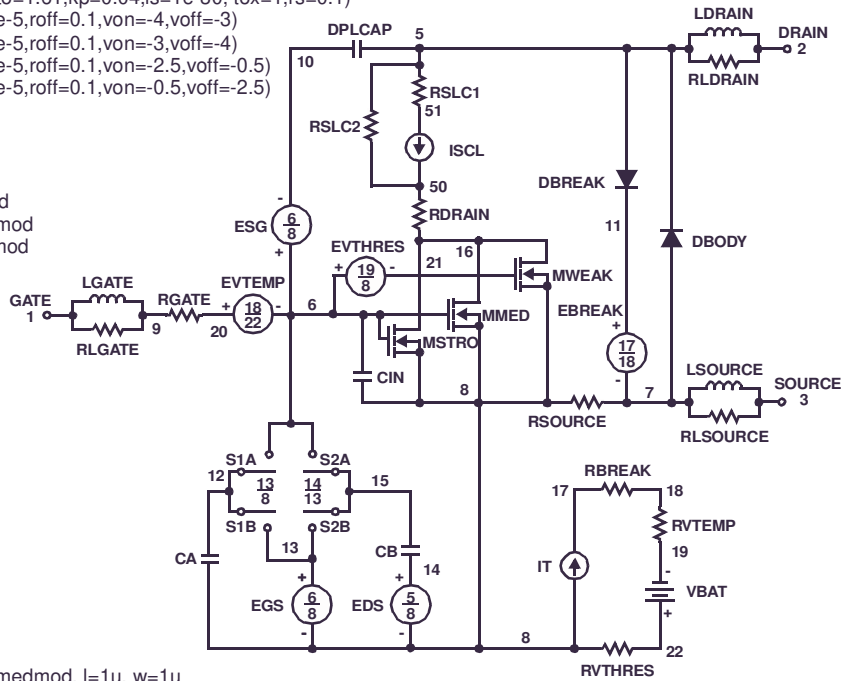 e-5,roff=0.1,von=-4,voff=-3)
e-5,roff=0.1,von=-3,voff=-4)
e-5,roff=0.1,von=-2.5,voff=-0.5)
e-5,roff=0.1,von=-0.5,voff=-2.5)
LDRAIN
DPLCAP
5
DRAIN
2
10
RLDRAIN
RSLC1
51
RSLC2
ISCL
DBREAK
50
d
mod
mod
ESG
-
6
8
+
RDRAIN
11
DBODY
EVTHRES
+
19
8
-
21
16
MWEAK
LGATE
GATE
1
RLGATE
9
RGATE
20
EVTEMP
+
18
22
-
6
MMED
MSTRO
EBREAK
+
17
18
-
CIN
8
LSOURCE
7
SOURCE
3
RSOURCE
RLSOURCE
12
S1A
13
8
S2A
14
13
15
S1B
S2B
13
CA
CB
14
RBREAK
17
18
RVTEMP
19
IT
-
VBAT
+
EGS
+
6
8
-
EDS
+
5
8
-
8
22
RVTHRES
medmod l=1u w=1u